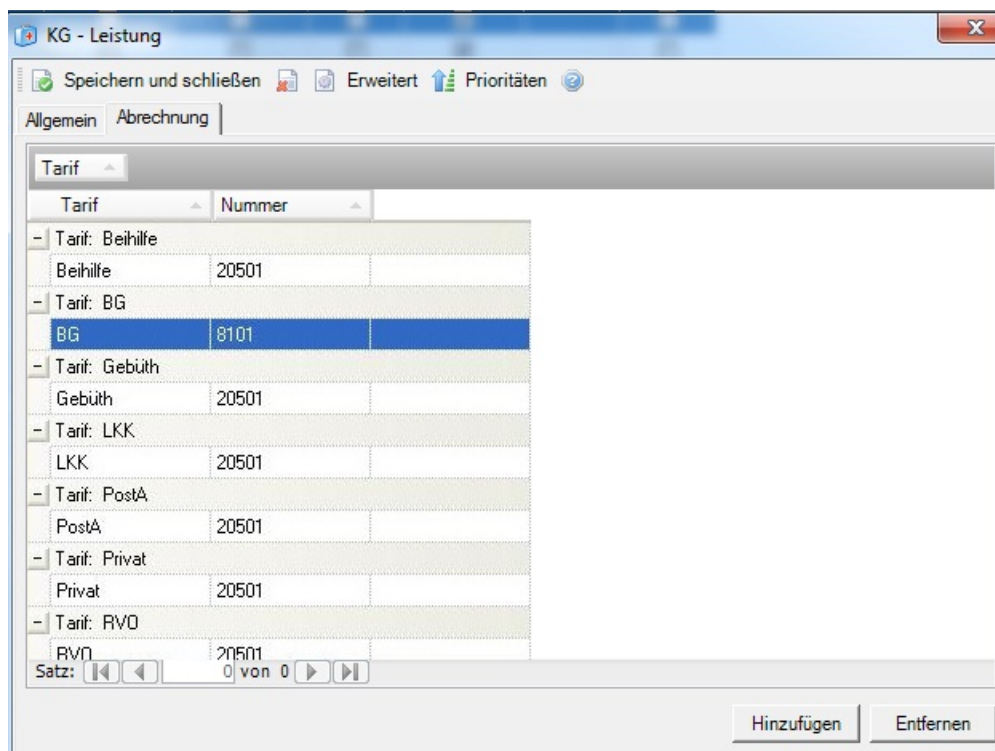 KG - Leistung
Speichern und schließen Erweitert Prioritäten
Allgemein Abrechnung
Tarif
Tarif Nummer
Tarif: Beihilfe
Beihilfe 20501
Tarif: BG
BG 8101
Tarif: Gebüth
Gebüth 20501
Tarif: LKK
LKK 20501
Tarif: PostA
PostA 20501
Tarif: Privat
Privat 20501
Tarif: RVO
RVO 20501
Satz: 0 von 0
Hinzufügen Entfernen